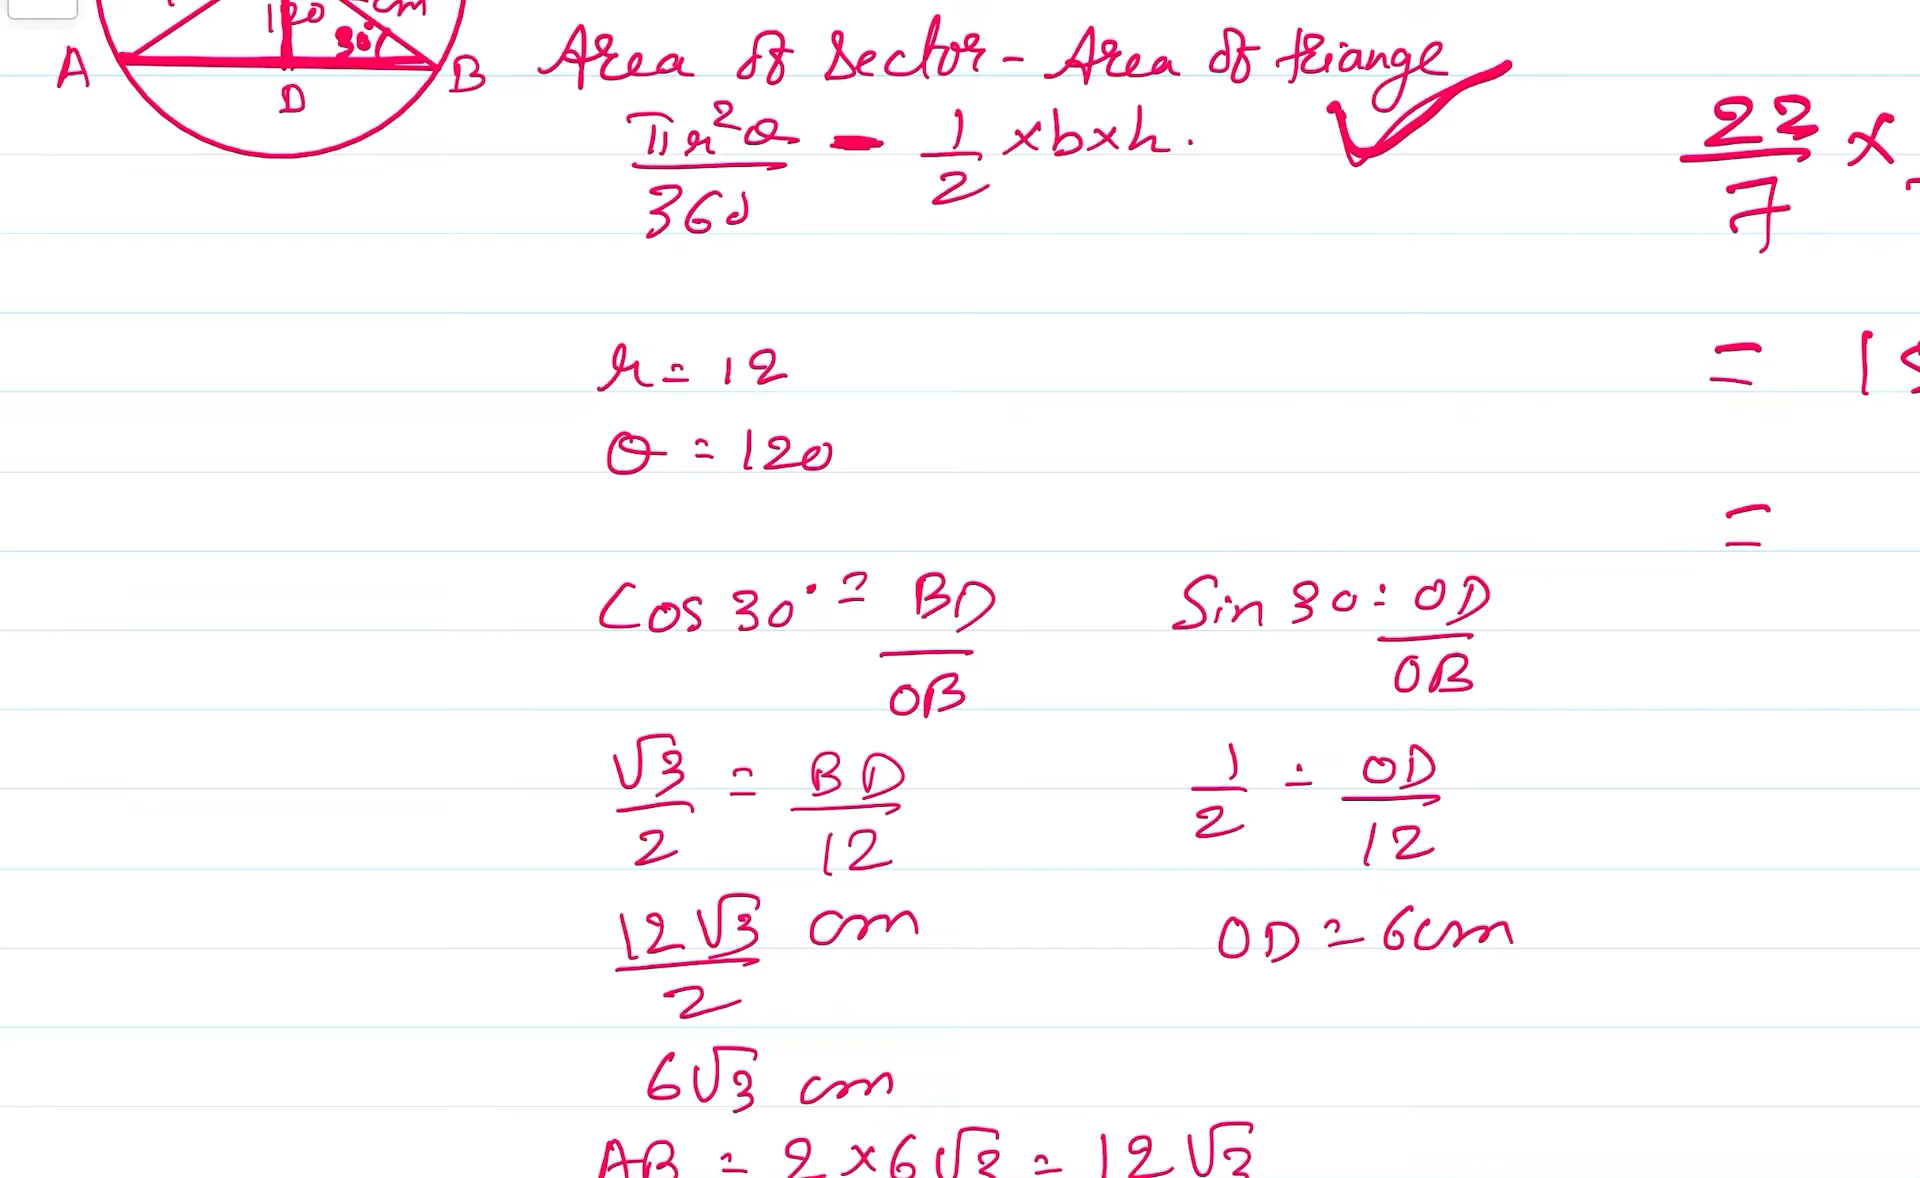 120 cm
30°
A B
D
Area of Sector - Area of triange
πr²θ/360 - 1/2 x b x h.
22/7 x
r = 12
= 1
θ = 120
=
Cos 30° = BD/OB
Sin 30 = OD/OB
√3/2 = BD/12
1/2 = OD/12
12√3/2 cm
OD = 6cm
6√3 cm
AB = 2 x 6√3 = 12√3